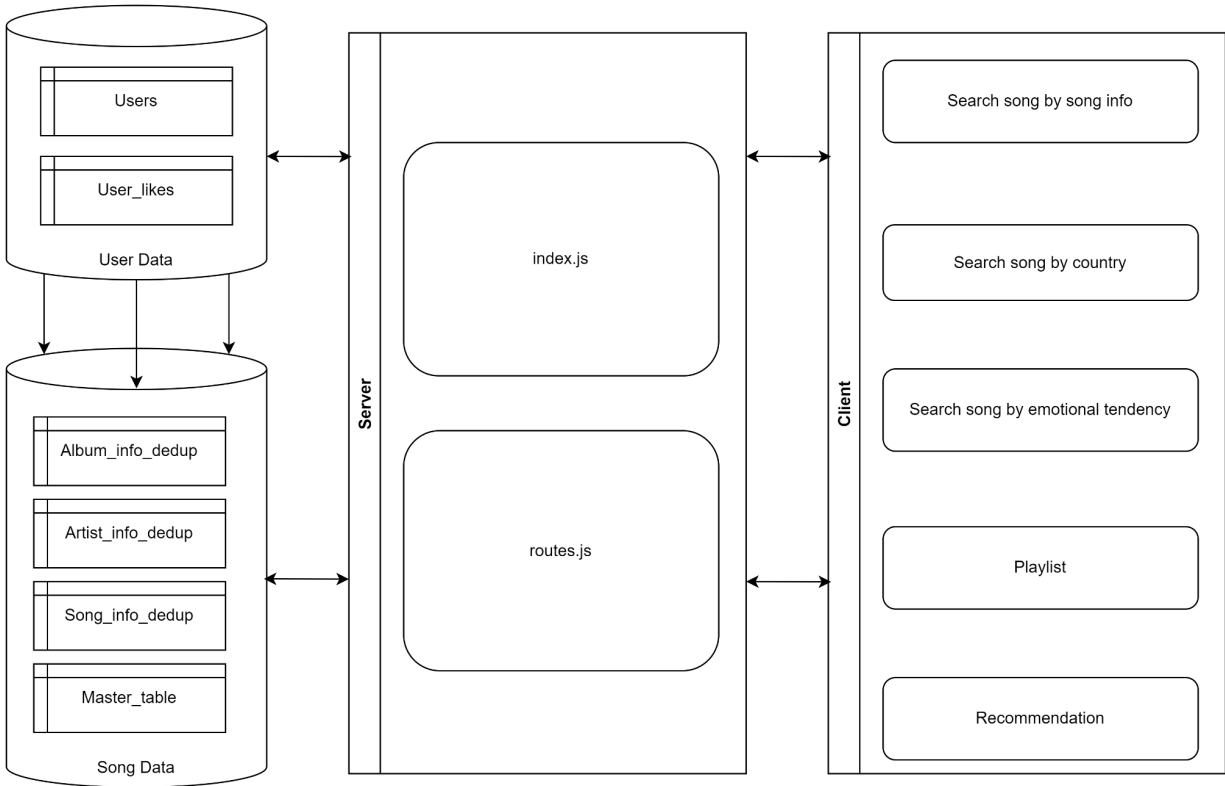 Users
User_likes
User Data
Album_info_dedup
Artist_info_dedup
Song_info_dedup
Master_table
Song Data
Server
index.js
routes.js
Client
Search song by song info
Search song by country
Search song by emotional tendency
Playlist
Recommendation